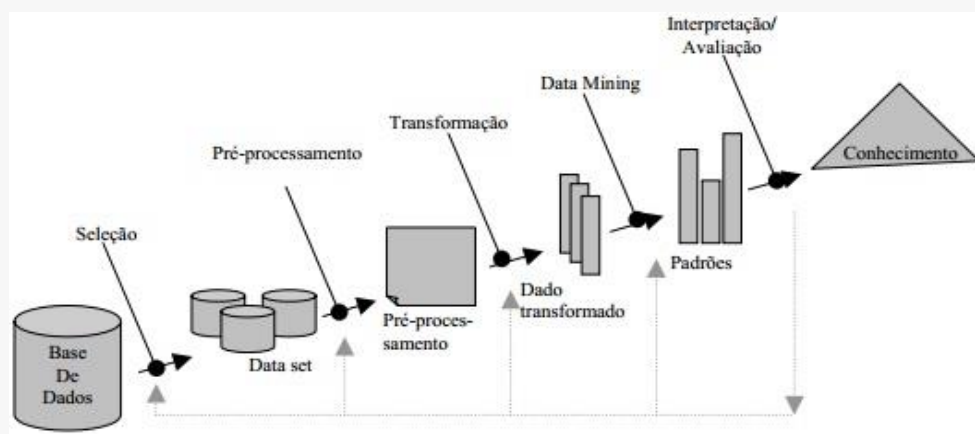 Interpretação/
Avaliação
Data Mining
Transformação
Conhecimento
Pré-processamento
Seleção
Padrões
Dado
transformado
Pré-proces-
samento
Data set
Base
De
Dados